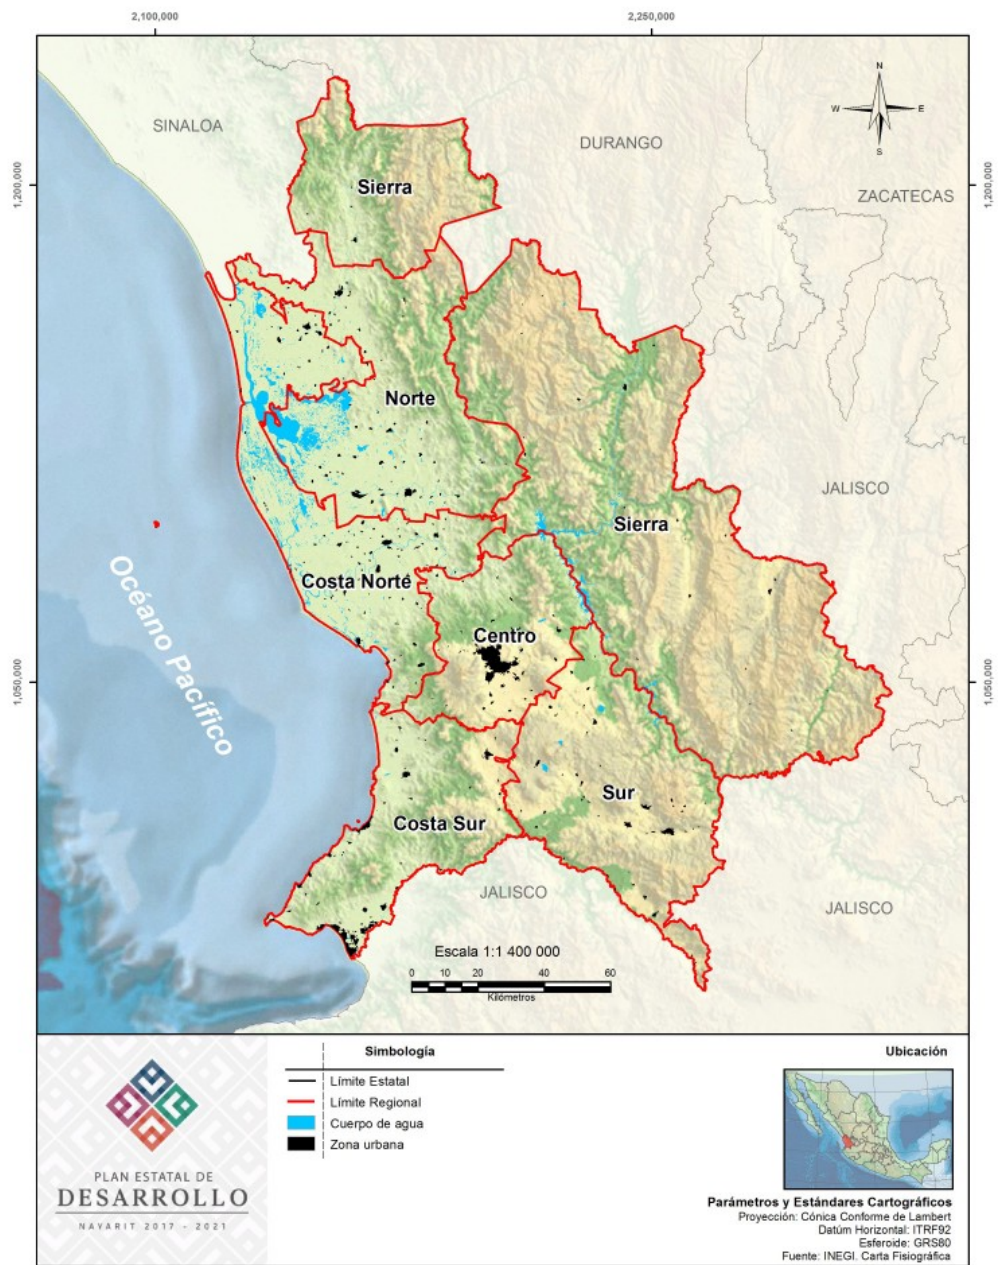 2,100,000
2,250,000
N
W
E
S
SINALOA
DURANGO
ZACATECAS
1,200,000
1,200,000
Sierra
Norte
JALISCO
Sierra
Océano Pacífico
Costa Norte
Centro
1,050,000
1,050,000
Sur
Costa Sur
JALISCO
JALISCO
Escala 1:1 400 000
0 10 20 40 60
Kilómetros
Simbología
Límite Estatal
Límite Regional
Cuerpo de agua
Zona urbana
Ubicación
PLAN ESTATAL DE
DESARROLLO
NAYARIT 2017 - 2021
Parámetros y Estándares Cartográficos
Proyección: Cónica Conforme de Lambert
Datúm Horizontal: ITRF92
Esferoide: GRS80
Fuente: INEGI. Carta Fisiográfica